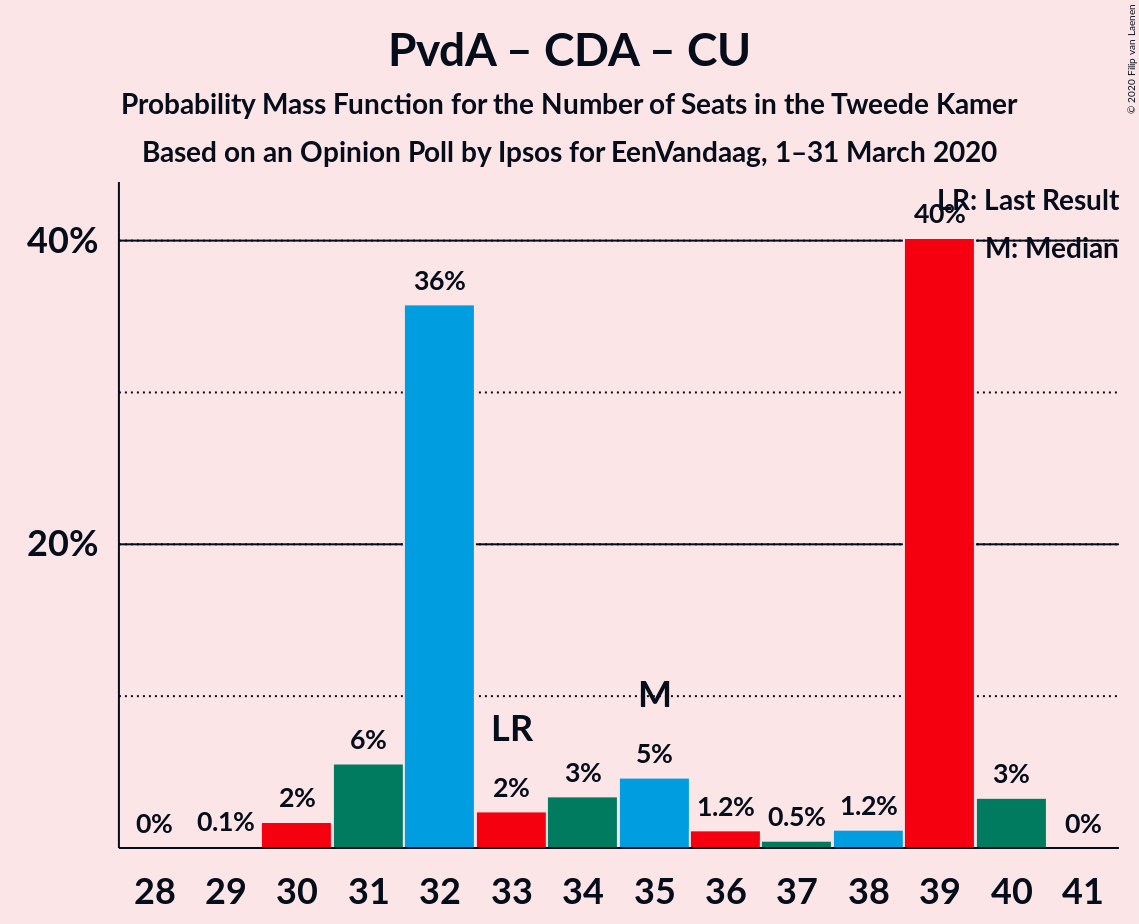 PvdA – CDA – CU
Probability Mass Function for the Number of Seats in the Tweede Kamer
Based on an Opinion Poll by Ipsos for EenVandaag, 1–31 March 2020
© 2020 Filip van Laenen
LR: Last Result
M: Median
40%
20%
0%
0.1%
2%
6%
36%
2%
LR
3%
5%
M
1.2%
0.5%
1.2%
40%
3%
0%
28 29 30 31 32 33 34 35 36 37 38 39 40 41